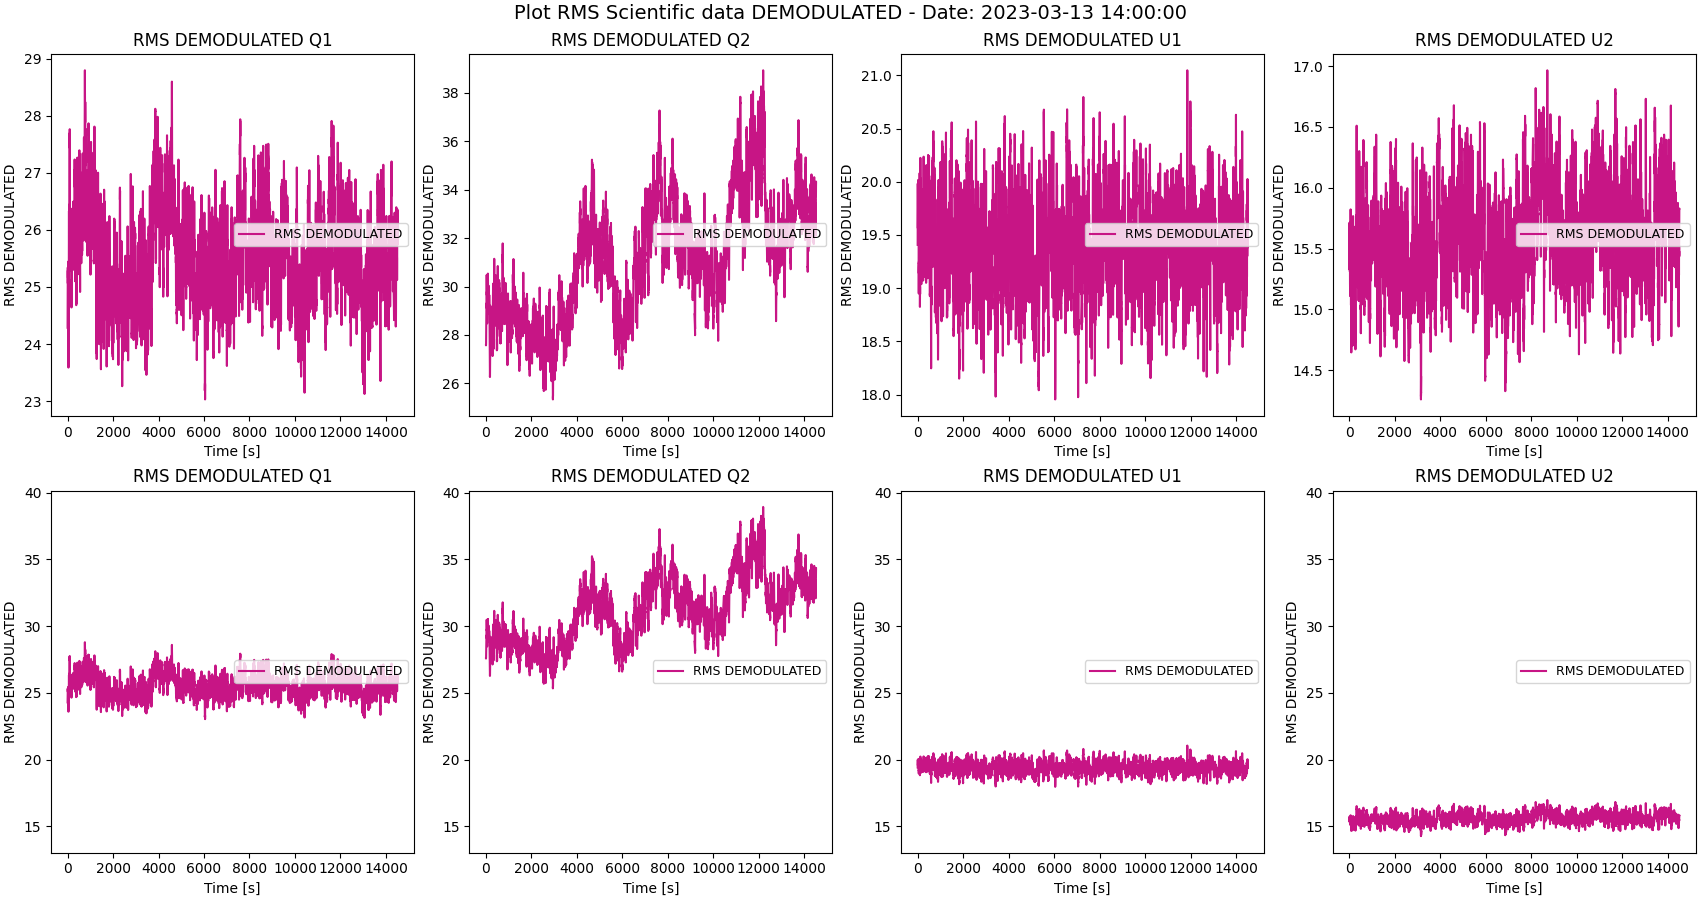 Plot RMS Scientific data DEMODULATED - Date: 2023-03-13 14:00:00
RMS DEMODULATED Q1
RMS DEMODULATED
29
28
27
26
25
24
23
RMS DEMODULATED
0 2000 4000 6000 8000 10000 12000 14000
Time [s]
RMS DEMODULATED Q2
RMS DEMODULATED
38
36
34
32
30
28
26
RMS DEMODULATED
0 2000 4000 6000 8000 10000 12000 14000
Time [s]
RMS DEMODULATED U1
RMS DEMODULATED
21.0
20.5
20.0
19.5
19.0
18.5
18.0
RMS DEMODULATED
0 2000 4000 6000 8000 10000 12000 14000
Time [s]
RMS DEMODULATED U2
RMS DEMODULATED
17.0
16.5
16.0
15.5
15.0
14.5
RMS DEMODULATED
0 2000 4000 6000 8000 10000 12000 14000
Time [s]
RMS DEMODULATED Q1
RMS DEMODULATED
40
35
30
25
20
15
RMS DEMODULATED
0 2000 4000 6000 8000 10000 12000 14000
Time [s]
RMS DEMODULATED Q2
RMS DEMODULATED
40
35
30
25
20
15
RMS DEMODULATED
0 2000 4000 6000 8000 10000 12000 14000
Time [s]
RMS DEMODULATED U1
RMS DEMODULATED
40
35
30
25
20
15
RMS DEMODULATED
0 2000 4000 6000 8000 10000 12000 14000
Time [s]
RMS DEMODULATED U2
RMS DEMODULATED
40
35
30
25
20
15
RMS DEMODULATED
0 2000 4000 6000 8000 10000 12000 14000
Time [s]